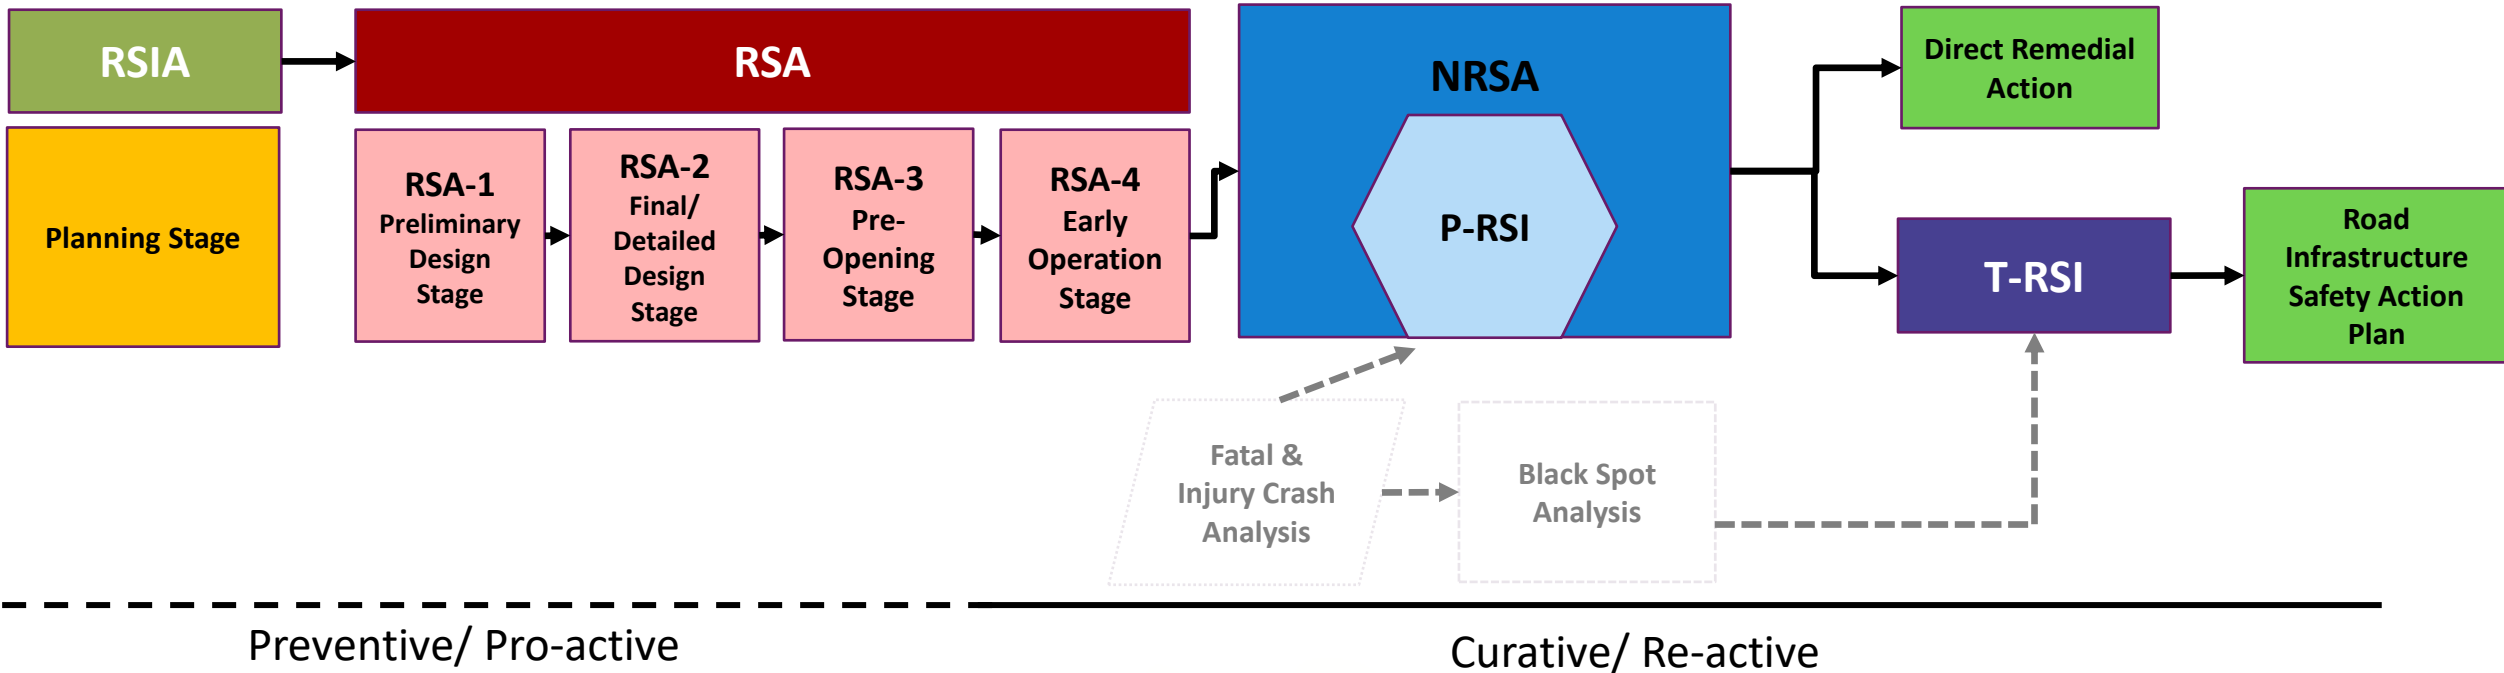 RSIA
RSA
Planning Stage
RSA-1
Preliminary
Design
Stage
RSA-2
Final/
Detailed
Design
Stage
RSA-3
Pre-
Opening
Stage
RSA-4
Early
Operation
Stage
NRSA
P-RSI
Direct Remedial
Action
T-RSI
Road
Infrastructure
Safety Action
Plan
Fatal &
Injury Crash
Analysis
Black Spot
Analysis
Preventive/ Pro-active
Curative/ Re-active